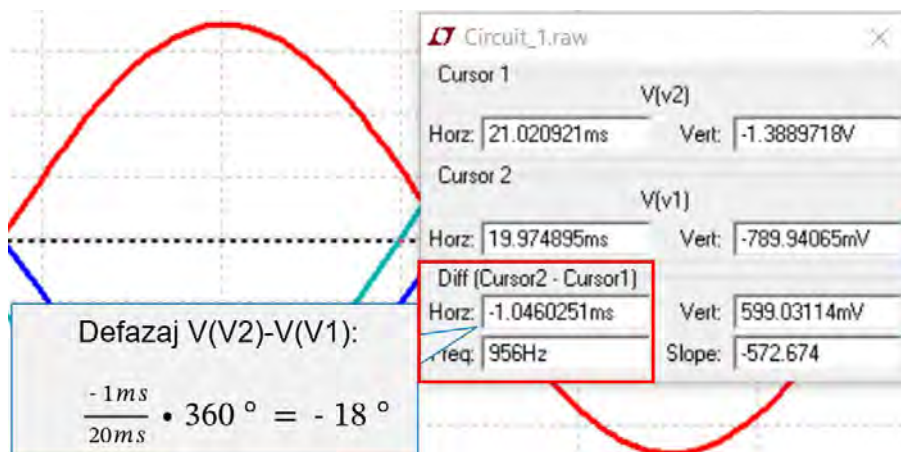 Circuit_1.raw
Cursor 1
V(v2)
Horz: 21.020921ms Vert: -1.3889718V
Cursor 2
V(v1)
Horz: 19.974895ms Vert: -789.94065mV
Diff (Cursor2 - Cursor1)
Horz: -1.0460251ms Vert: 599.03114mV
Freq: 956Hz Slope: -572.674
Defazaj V(V2)-V(V1):
-1ms/20ms • 360 ° = - 18 °